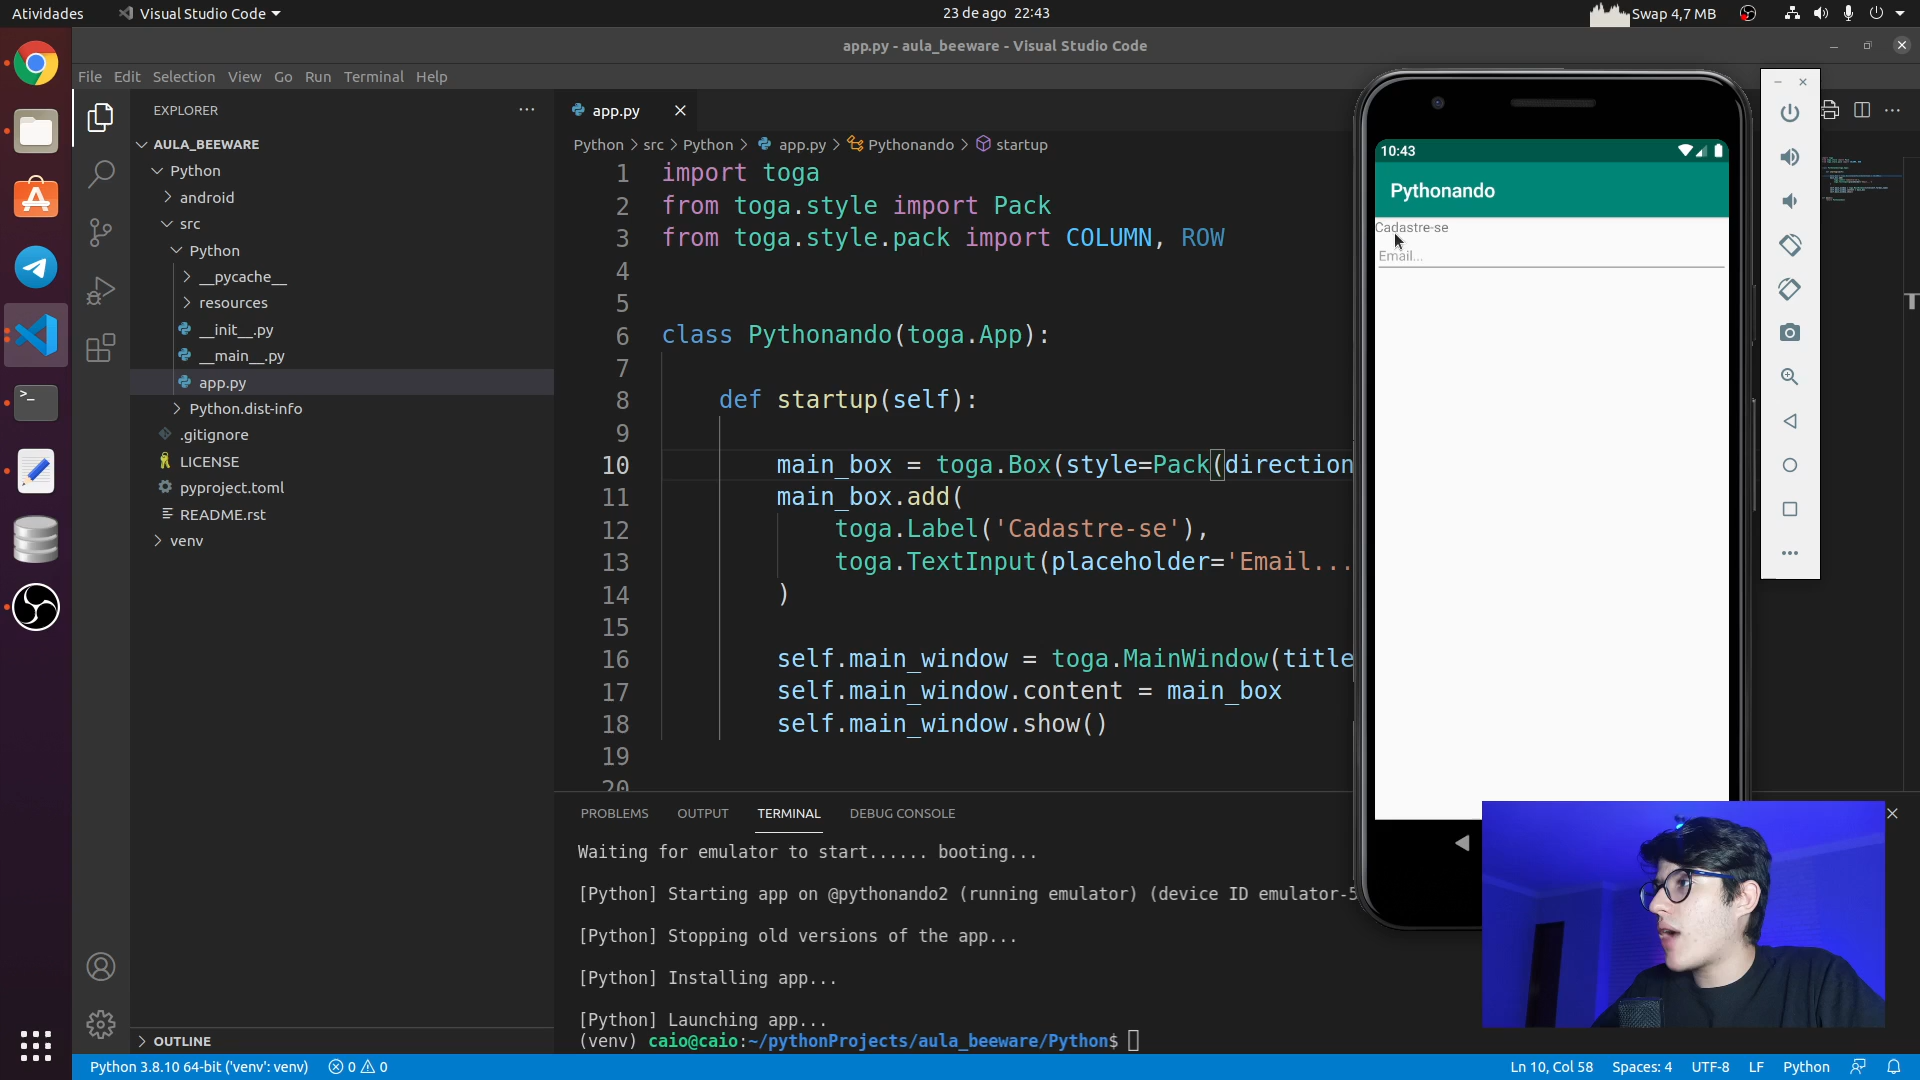 Atividades
Visual Studio Code
23 de ago 22:43
Swap 4,7 MB
app.py - aula_beeware - Visual Studio Code
File Edit Selection View Go Run Terminal Help
EXPLORER
AULA_BEEWARE
Python
android
src
Python
__pycache__
resources
__init__.py
__main__.py
app.py
Python.dist-info
.gitignore
LICENSE
pyproject.toml
README.rst
venv
OUTLINE
app.py
Python > src > Python > app.py > Pythonando > startup
1 import toga
2 from toga.style import Pack
3 from toga.style.pack import COLUMN, ROW
4
5
6 class Pythonando(toga.App):
7
8 def startup(self):
9
10 main_box = toga.Box(style=Pack(direction
11 main_box.add(
12 toga.Label('Cadastre-se'),
13 toga.TextInput(placeholder='Email...
14 )
15
16 self.main_window = toga.MainWindow(title
17 self.main_window.content = main_box
18 self.main_window.show()
19
20
PROBLEMS OUTPUT TERMINAL DEBUG CONSOLE
Waiting for emulator to start...... booting...
[Python] Starting app on @pythonando2 (running emulator) (device ID emulator-5
[Python] Stopping old versions of the app...
[Python] Installing app...
[Python] Launching app...
(venv) caio@caio:~/pythonProjects/aula_beeware/Python$
10:43
Pythonando
Cadastre-se
Email...
Python 3.8.10 64-bit ('venv': venv) 0 0
Ln 10, Col 58 Spaces: 4 UTF-8 LF Python